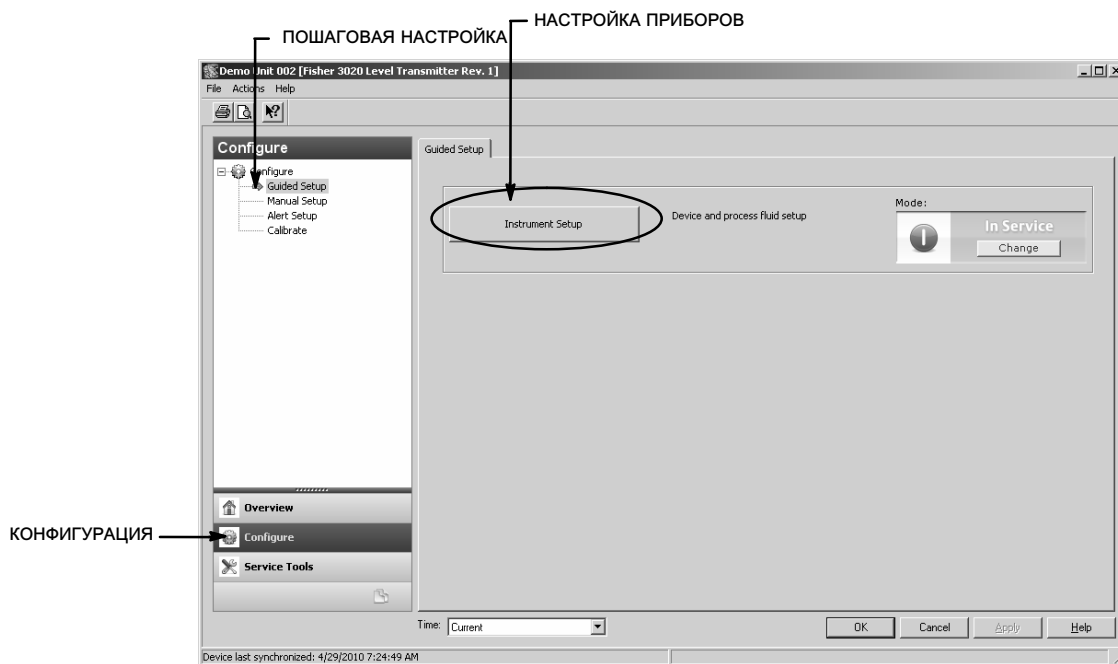 НАСТРОЙКА ПРИБОРОВ
ПОШАГОВАЯ НАСТРОЙКА
Demo Unit 002 [Fisher 3020 Level Transmitter Rev. 1]
File Actions Help
Configure
Guided Setup
Configure
Guided Setup
Manual Setup
Alert Setup
Calibrate
Instrument Setup
Device and process fluid setup
Mode:
In Service
Change
Overview
КОНФИГУРАЦИЯ
Configure
Service Tools
Time: Current
OK Cancel Apply Help
Device last synchronized: 4/29/2010 7:24:49 AM